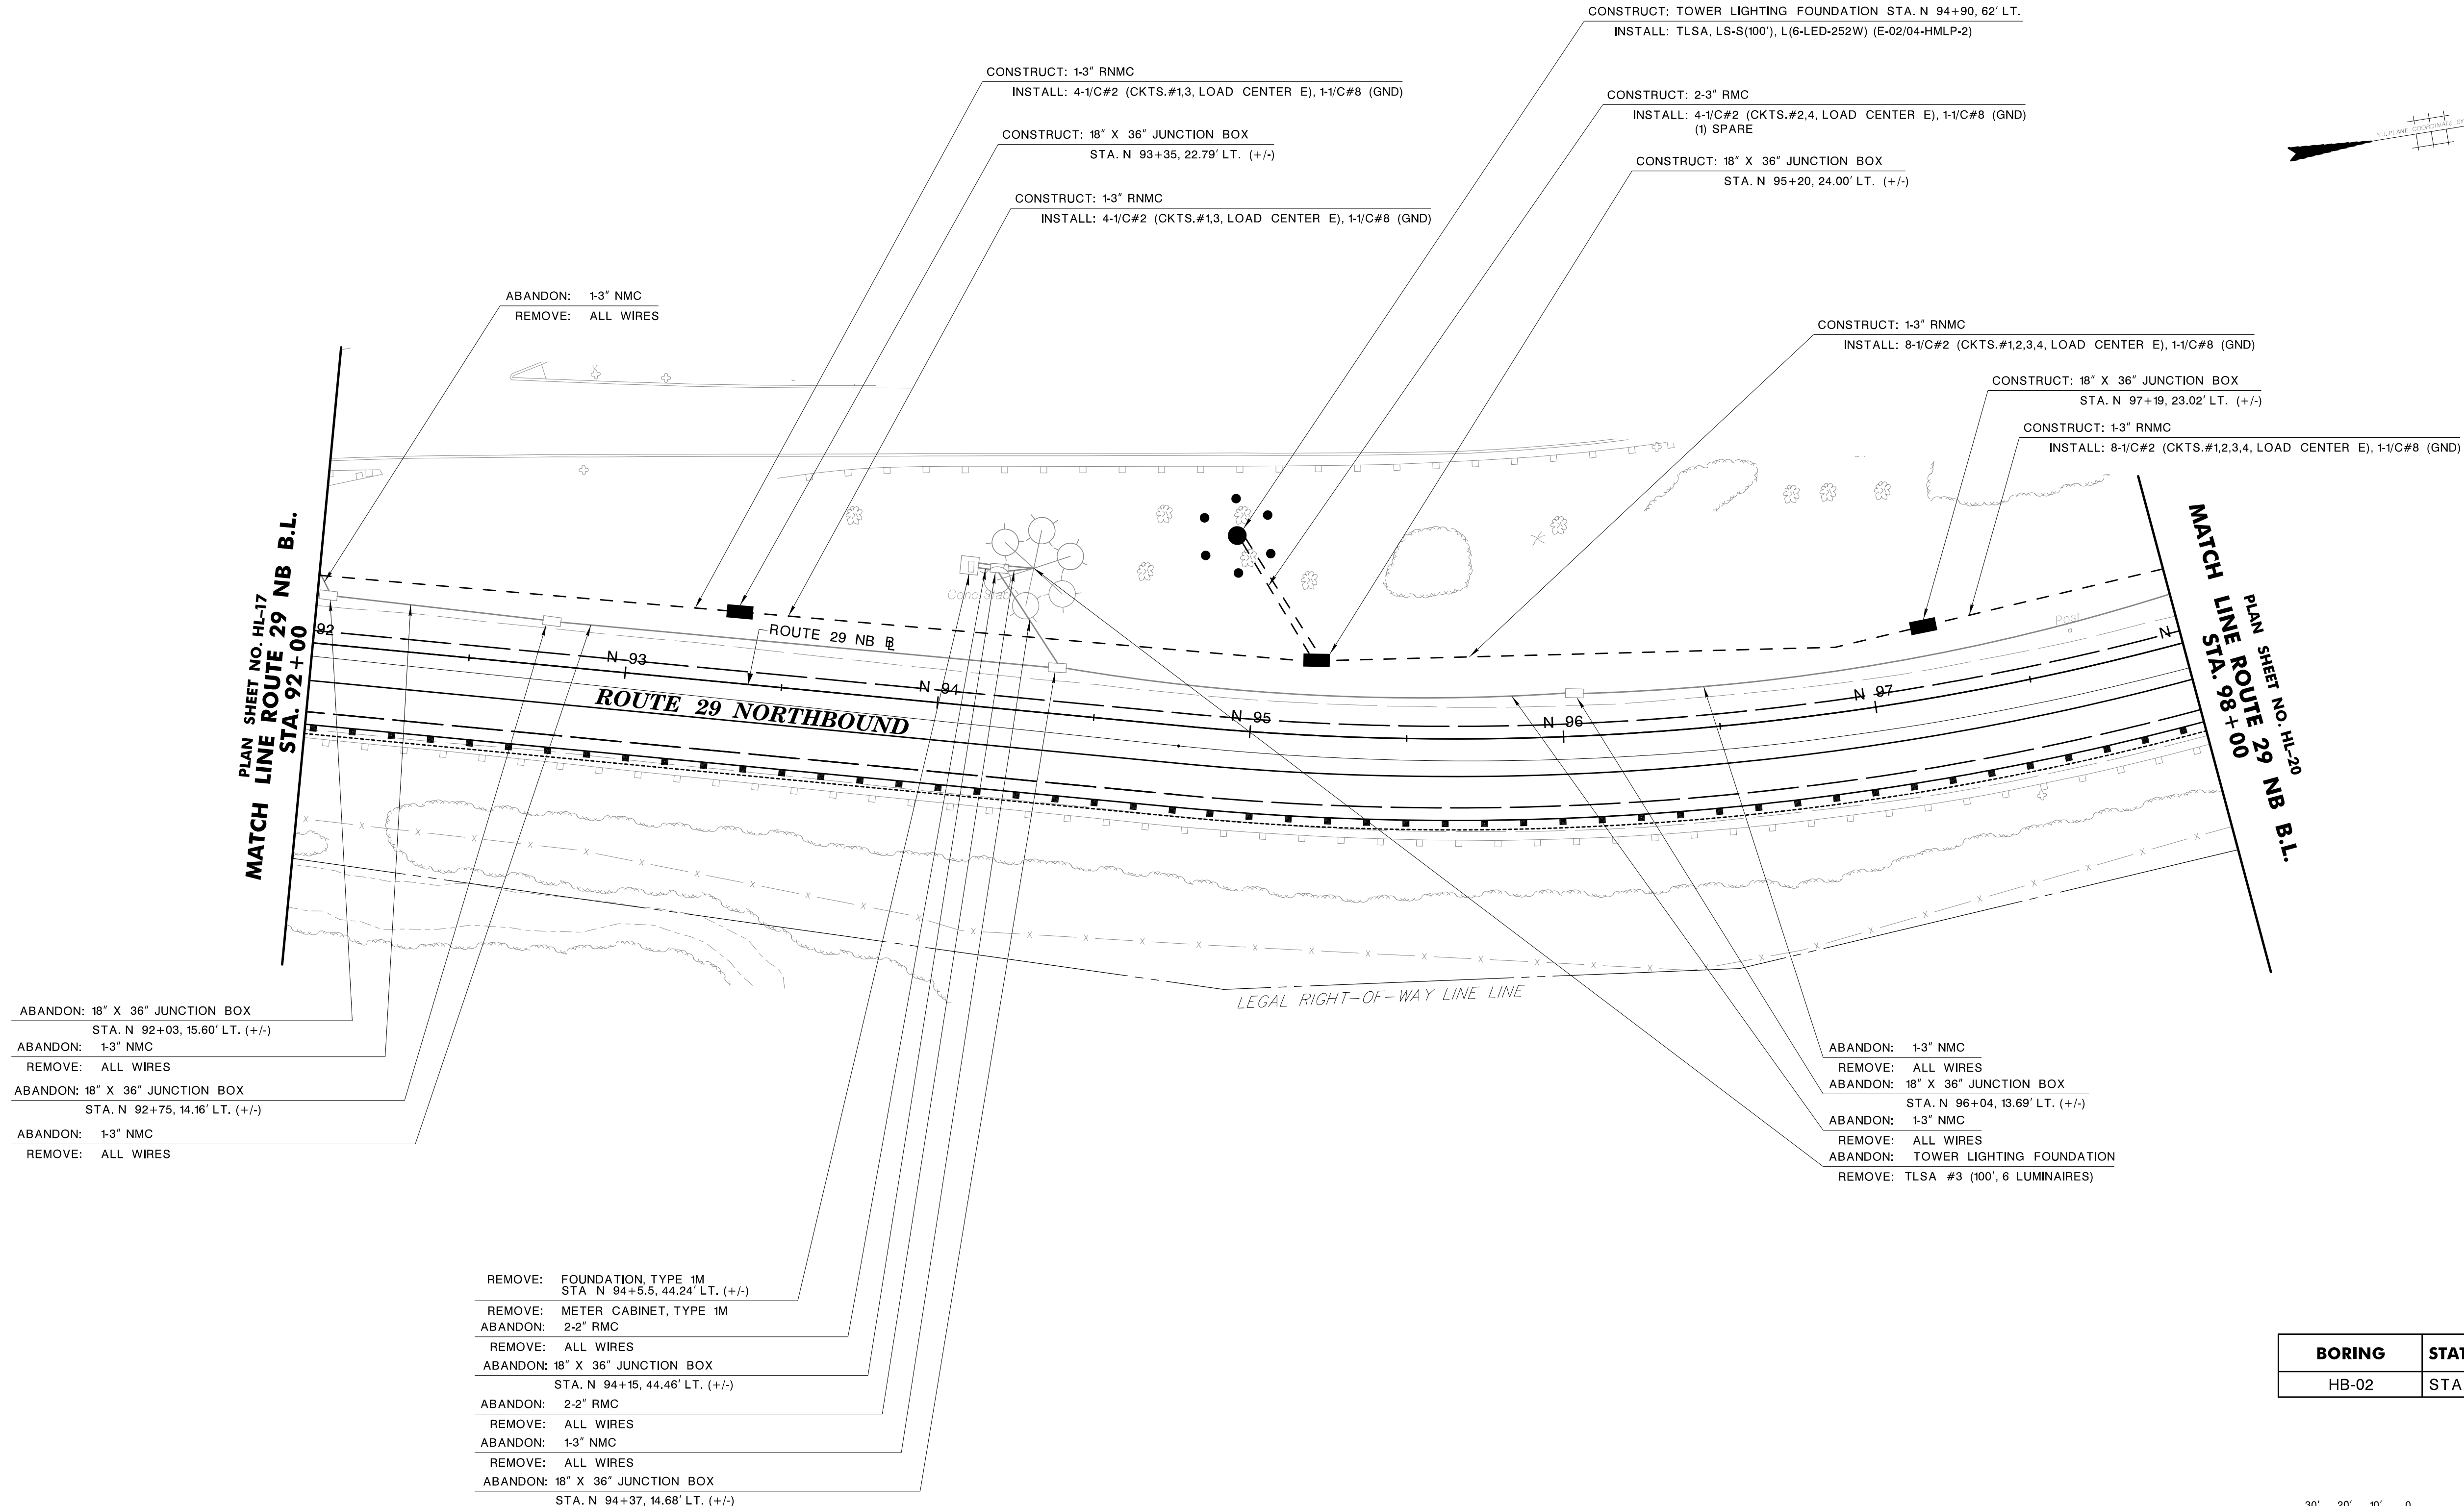 CONSTRUCT: TOWER LIGHTING FOUNDATION STA. N 94+90, 62' LT.
INSTALL: TLSA, LS-S(100'), L(6-LED-252W) (E-02/04-HMLP-2)
CONSTRUCT: 1-3" RNMC
INSTALL: 4-1/C#2 (CKTS.#1,3, LOAD CENTER E), 1-1/C#8 (GND)
CONSTRUCT: 2-3" RMC
INSTALL: 4-1/C#2 (CKTS.#2,4, LOAD CENTER E), 1-1/C#8 (GND)
(1) SPARE
CONSTRUCT: 18" X 36" JUNCTION BOX
STA. N 93+35, 22.79' LT. (+/-)
CONSTRUCT: 18" X 36" JUNCTION BOX
STA. N 95+20, 24.00' LT. (+/-)
CONSTRUCT: 1-3" RNMC
INSTALL: 4-1/C#2 (CKTS.#1,3, LOAD CENTER E), 1-1/C#8 (GND)
N.J. PLANE COORDINATE
ABANDON: 1-3" NMC
REMOVE: ALL WIRES
CONSTRUCT: 1-3" RNMC
INSTALL: 8-1/C#2 (CKTS.#1,2,3,4, LOAD CENTER E), 1-1/C#8 (GND)
CONSTRUCT: 18" X 36" JUNCTION BOX
STA. N 97+19, 23.02' LT. (+/-)
CONSTRUCT: 1-3" RNMC
INSTALL: 8-1/C#2 (CKTS.#1,2,3,4, LOAD CENTER E), 1-1/C#8 (GND)
PLAN SHEET NO. HL-17
MATCH LINE ROUTE 29 NB B.L.
STA. 92+00
92
N 93
N 94
N 95
N 96
N 97
N
ROUTE 29 NB BL
ROUTE 29 NORTHBOUND
Conc. Slab
Post
PLAN SHEET NO. HL-20
MATCH LINE ROUTE 29 NB B.L.
STA. 98+00
LEGAL RIGHT-OF-WAY LINE LINE
ABANDON: 18" X 36" JUNCTION BOX
STA. N 92+03, 15.60' LT. (+/-)
ABANDON: 1-3" NMC
REMOVE: ALL WIRES
ABANDON: 18" X 36" JUNCTION BOX
STA. N 92+75, 14.16' LT. (+/-)
ABANDON: 1-3" NMC
REMOVE: ALL WIRES
ABANDON: 1-3" NMC
REMOVE: ALL WIRES
ABANDON: 18" X 36" JUNCTION BOX
STA. N 96+04, 13.69' LT. (+/-)
ABANDON: 1-3" NMC
REMOVE: ALL WIRES
ABANDON: TOWER LIGHTING FOUNDATION
REMOVE: TLSA #3 (100', 6 LUMINAIRES)
REMOVE: FOUNDATION, TYPE 1M
STA N 94+5.5, 44.24' LT. (+/-)
REMOVE: METER CABINET, TYPE 1M
ABANDON: 2-2" RMC
REMOVE: ALL WIRES
ABANDON: 18" X 36" JUNCTION BOX
STA. N 94+15, 44.46' LT. (+/-)
ABANDON: 2-2" RMC
REMOVE: ALL WIRES
ABANDON: 1-3" NMC
REMOVE: ALL WIRES
ABANDON: 18" X 36" JUNCTION BOX
STA. N 94+37, 14.68' LT. (+/-)
BORING STAT
HB-02 STA
30' 20' 10' 0